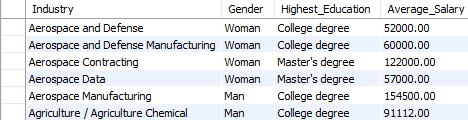 Industry Gender Highest_Education Average_Salary
Aerospace and Defense Woman College degree 52000.00
Aerospace and Defense Manufacturing Woman College degree 60000.00
Aerospace Contracting Woman Master's degree 122000.00
Aerospace Data Woman Master's degree 57000.00
Aerospace Manufacturing Man College degree 154500.00
Agriculture / Agriculture Chemical Man College degree 91112.00